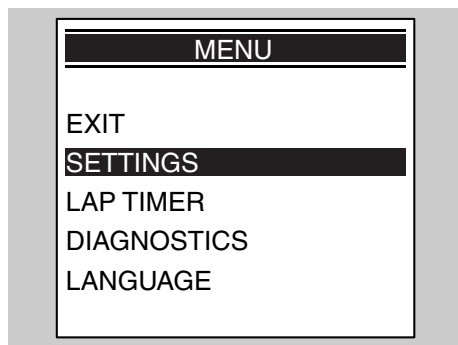 MENU
EXIT
SETTINGS
LAP TIMER
DIAGNOSTICS
LANGUAGE